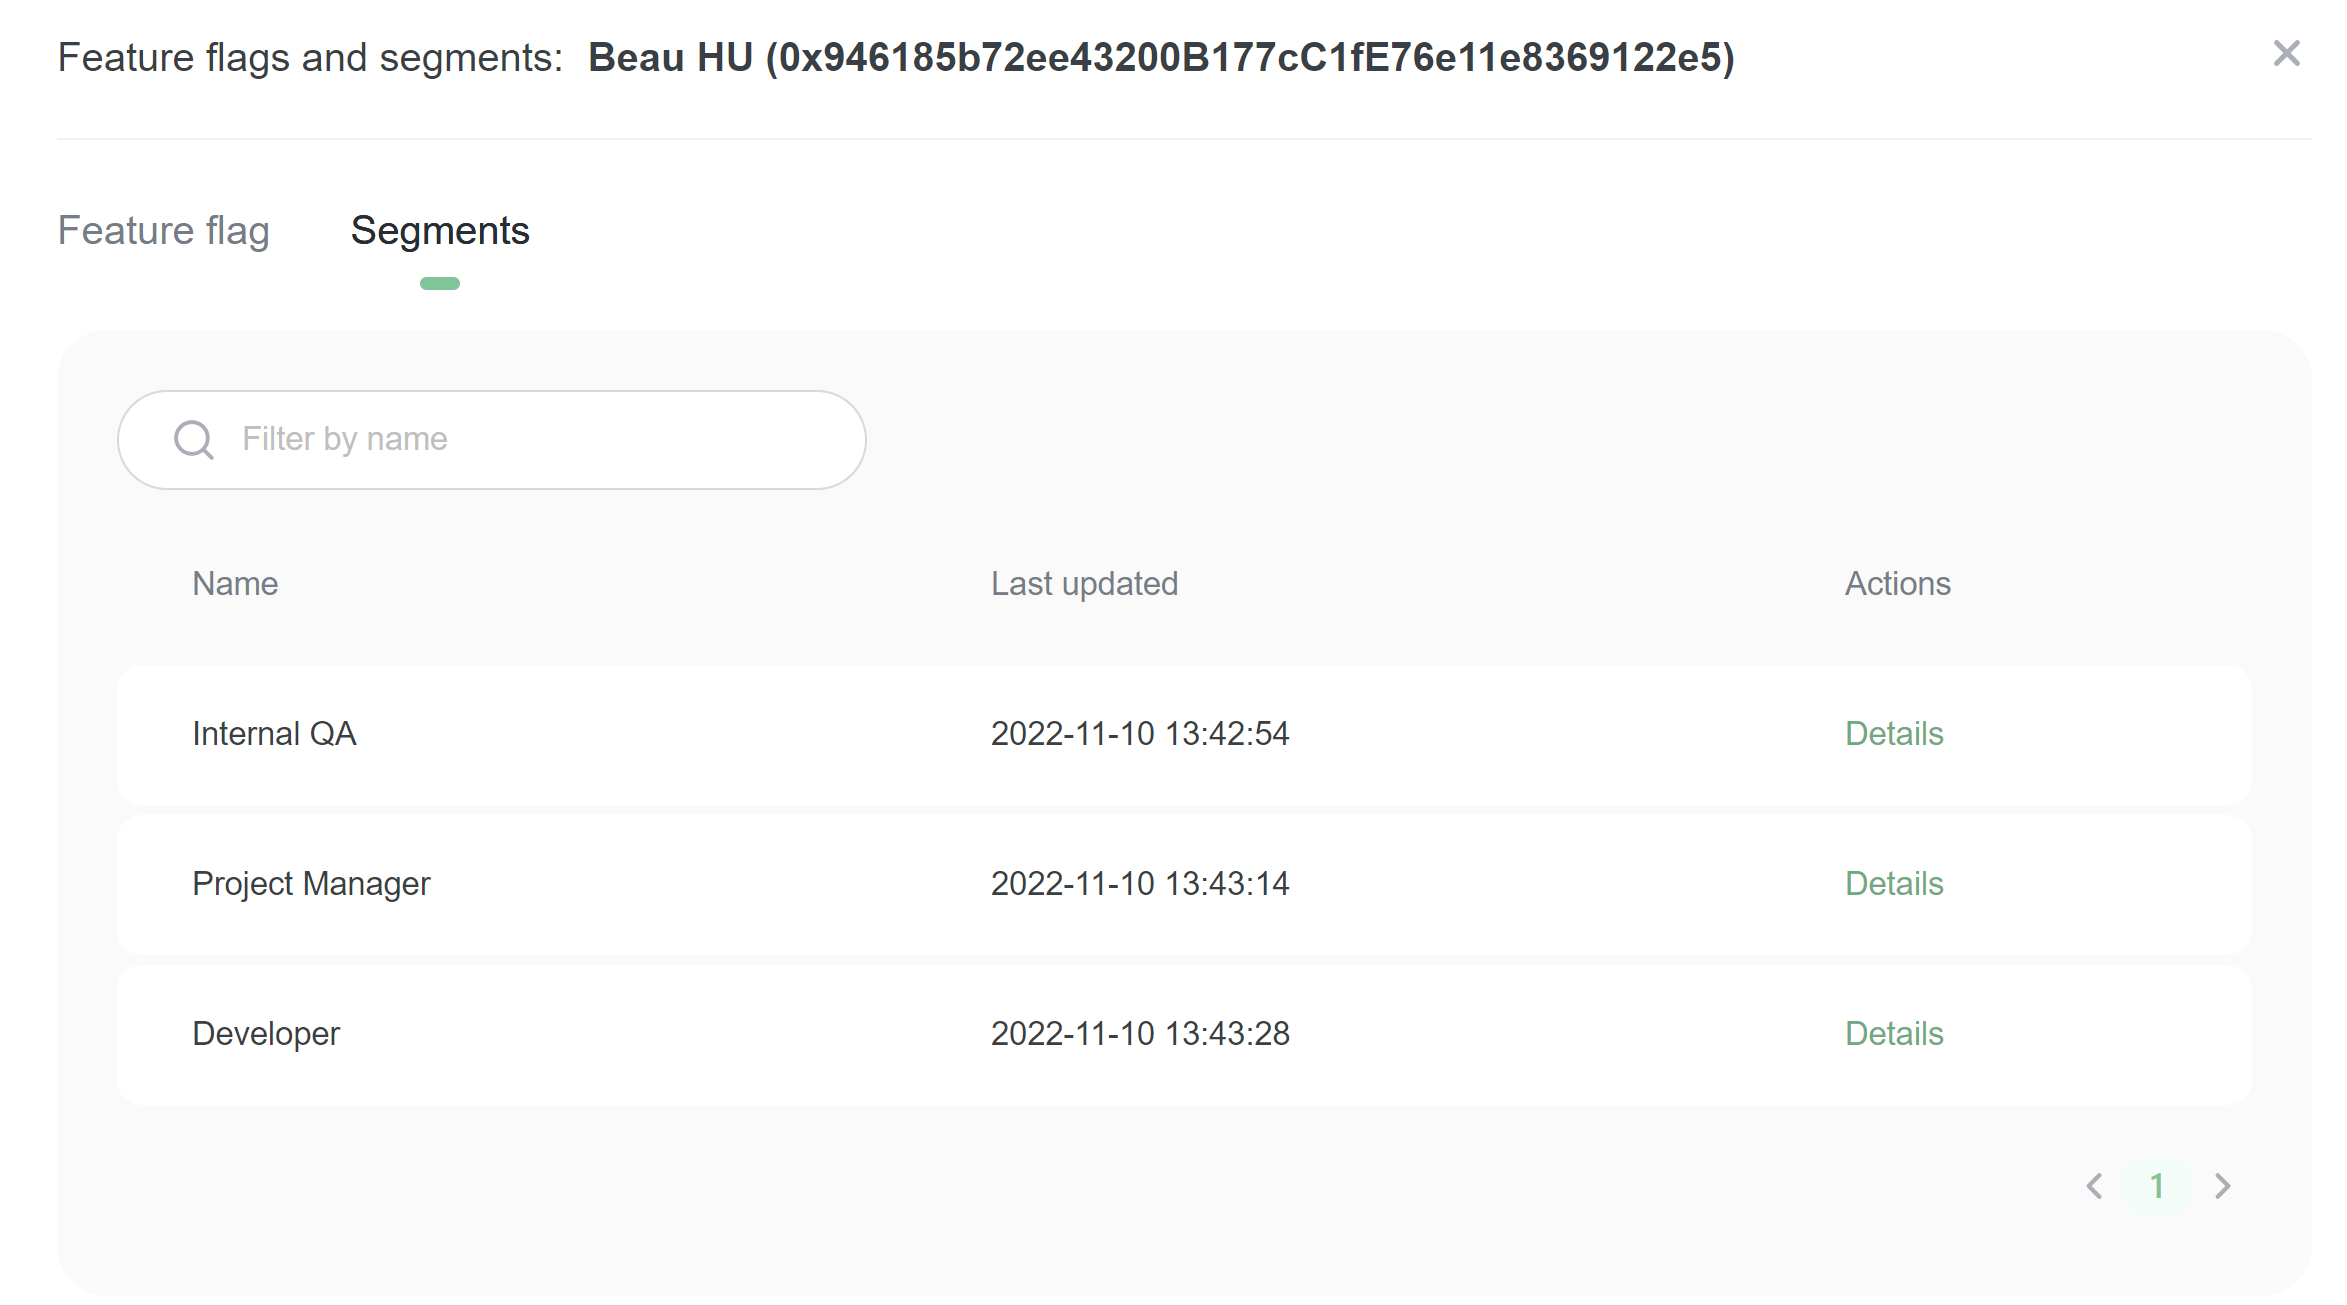 Feature flags and segments: Beau HU (0x946185b72ee43200B177cC1fE76e11e8369122e5)
Feature flag Segments
Filter by name
Name Last updated Actions
Internal QA 2022-11-10 13:42:54 Details
Project Manager 2022-11-10 13:43:14 Details
Developer 2022-11-10 13:43:28 Details
1